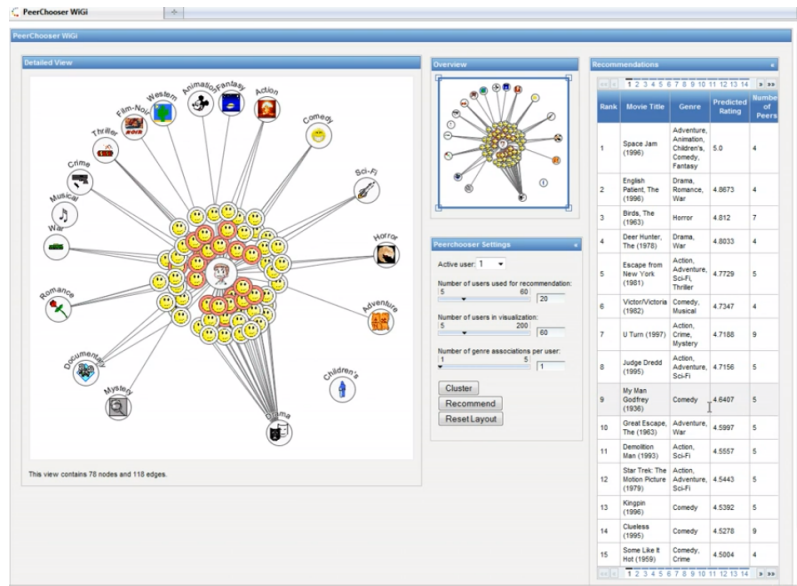 PeerChooser WiGi
PeerChooser WiGi
Detailed View
Animation
Fantasy
Action
Western
Film-Noir
Comedy
Thriller
Crime
Sci-Fi
Musical
War
Horror
Romance
Adventure
Documentary
Children's
Mystery
Drama
This view contains 78 nodes and 118 edges.
Overview
Peerchooser Settings
Active user: 1
Number of users used for recommendation:
5 60
20
Number of users in visualization:
5 200
60
Number of genre associations per user:
1 5
1
Cluster
Recommend
Reset Layout
Recommendations
1 2 3 4 5 6 7 8 9 10 11 12 13 14
Rank Movie Title Genre Predicted Rating Number of Peers
1 Space Jam (1996) Adventure, Animation, Children's, Comedy, Fantasy 5.0 4
2 English Patient, The (1996) Drama, Romance, War 4.8673 4
3 Birds, The (1963) Horror 4.812 7
4 Deer Hunter, The (1978) Drama, War 4.8033 4
5 Escape from New York (1981) Action, Adventure, Sci-Fi, Thriller 4.7729 5
6 Victor/Victoria (1982) Comedy, Musical 4.7347 4
7 U Turn (1997) Action, Crime, Mystery 4.7186 9
8 Judge Dredd (1995) Action, Adventure, Sci-Fi 4.7156 5
9 My Man Godfrey (1936) Comedy 4.6407 5
10 Great Escape, The (1963) Adventure, War 4.5997 5
11 Demolition Man (1993) Action, Sci-Fi 4.5557 5
12 Star Trek: The Motion Picture (1979) Action, Adventure, Sci-Fi 4.5443 5
13 Kingpin (1996) Comedy 4.5392 5
14 Clueless (1995) Comedy 4.5278 9
15 Some Like It Hot (1959) Comedy, Crime 4.5004 4
1 2 3 4 5 6 7 8 9 10 11 12 13 14